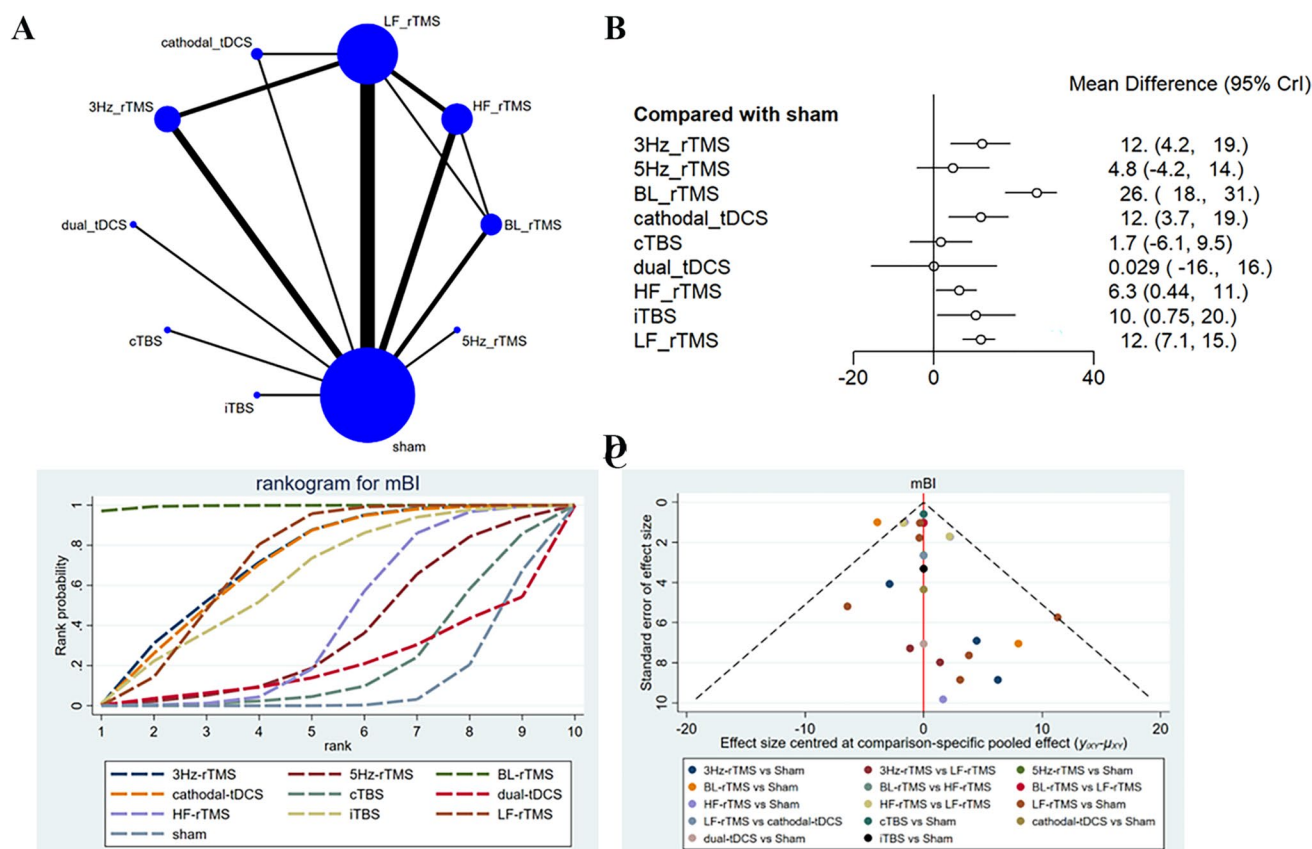 A
LF_rTMS
cathodal_tDCS
3Hz_rTMS
HF_rTMS
dual_tDCS
BL_rTMS
cTBS
5Hz_rTMS
iTBS
sham
B
Mean Difference (95% CrI)
Compared with sham
3Hz_rTMS 12. (4.2, 19.)
5Hz_rTMS 4.8 (-4.2, 14.)
BL_rTMS 26. ( 18., 31.)
cathodal_tDCS 12. (3.7, 19.)
cTBS 1.7 (-6.1, 9.5)
dual_tDCS 0.029 ( -16., 16.)
HF_rTMS 6.3 (0.44, 11.)
iTBS 10. (0.75, 20.)
LF_rTMS 12. (7.1, 15.)
-20 0 40
C
rankogram for mBI
Rank probability
1
.8
.6
.4
.2
0
1 2 3 4 5 6 7 8 9 10
rank
3Hz-rTMS 5Hz-rTMS BL-rTMS
cathodal-tDCS cTBS dual-tDCS
HF-rTMS iTBS LF-rTMS
sham
D
mBI
Standard error of effect size
0
2
4
6
8
10
-20 -10 0 10 20
Effect size centred at comparison-specific pooled effect (yiXY-μXY)
3Hz-rTMS vs Sham 3Hz-rTMS vs LF-rTMS 5Hz-rTMS vs Sham
BL-rTMS vs Sham BL-rTMS vs HF-rTMS BL-rTMS vs LF-rTMS
HF-rTMS vs Sham HF-rTMS vs LF-rTMS LF-rTMS vs Sham
LF-rTMS vs cathodal-tDCS cTBS vs Sham cathodal-tDCS vs Sham
dual-tDCS vs Sham iTBS vs Sham